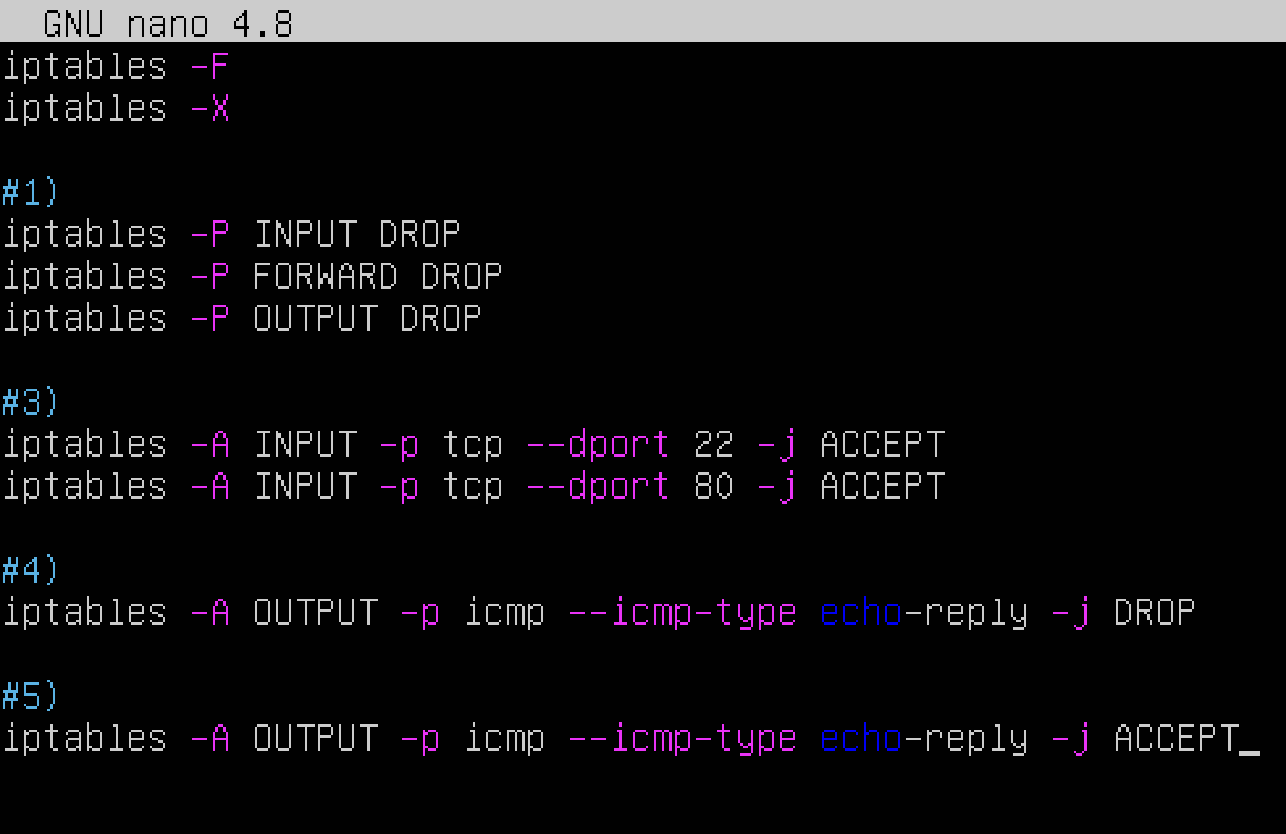 GNU nano 4.8
iptables -F
iptables -X
#1)
iptables -P INPUT DROP
iptables -P FORWARD DROP
iptables -P OUTPUT DROP
#3)
iptables -A INPUT -p tcp --dport 22 -j ACCEPT
iptables -A INPUT -p tcp --dport 80 -j ACCEPT
#4)
iptables -A OUTPUT -p icmp --icmp-type echo-reply -j DROP
#5)
iptables -A OUTPUT -p icmp --icmp-type echo-reply -j ACCEPT